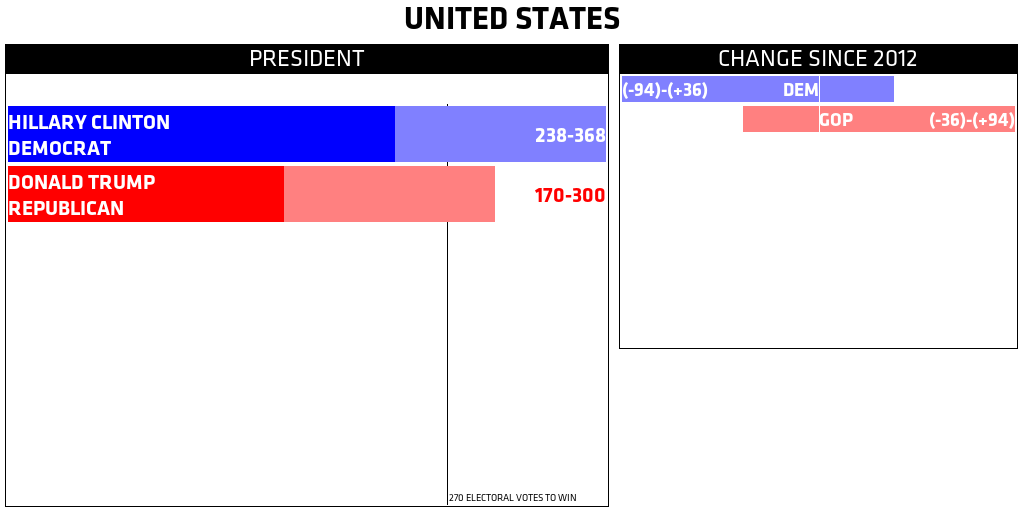 UNITED STATES
PRESIDENT
HILLARY CLINTON
DEMOCRAT
238-368
DONALD TRUMP
REPUBLICAN
170-300
270 ELECTORAL VOTES TO WIN
CHANGE SINCE 2012
(-94)-(+36) DEM
GOP (-36)-(+94)